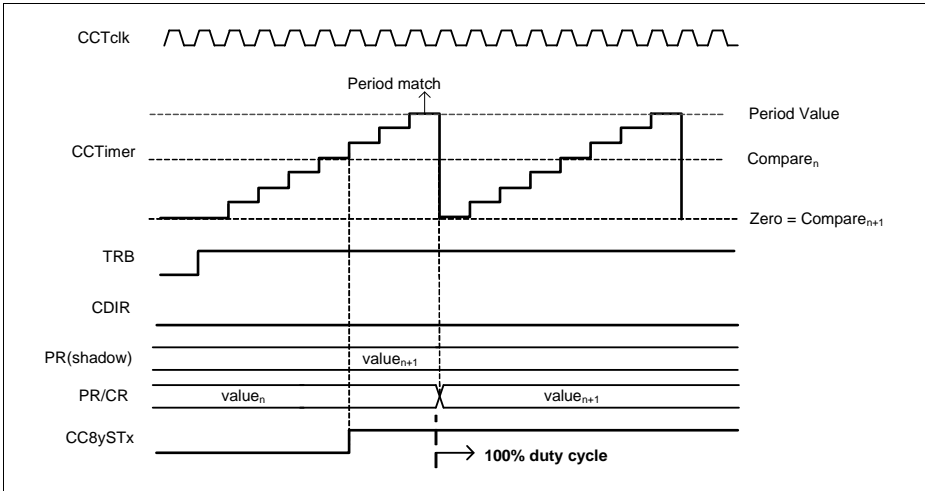 CCTclk
Period match
Period Value
CCTimer
Compareₙ
Zero = Compareₙ₊₁
TRB
CDIR
PR(shadow)
valueₙ₊₁
PR/CR
valueₙ
valueₙ₊₁
CC8ySTx
100% duty cycle